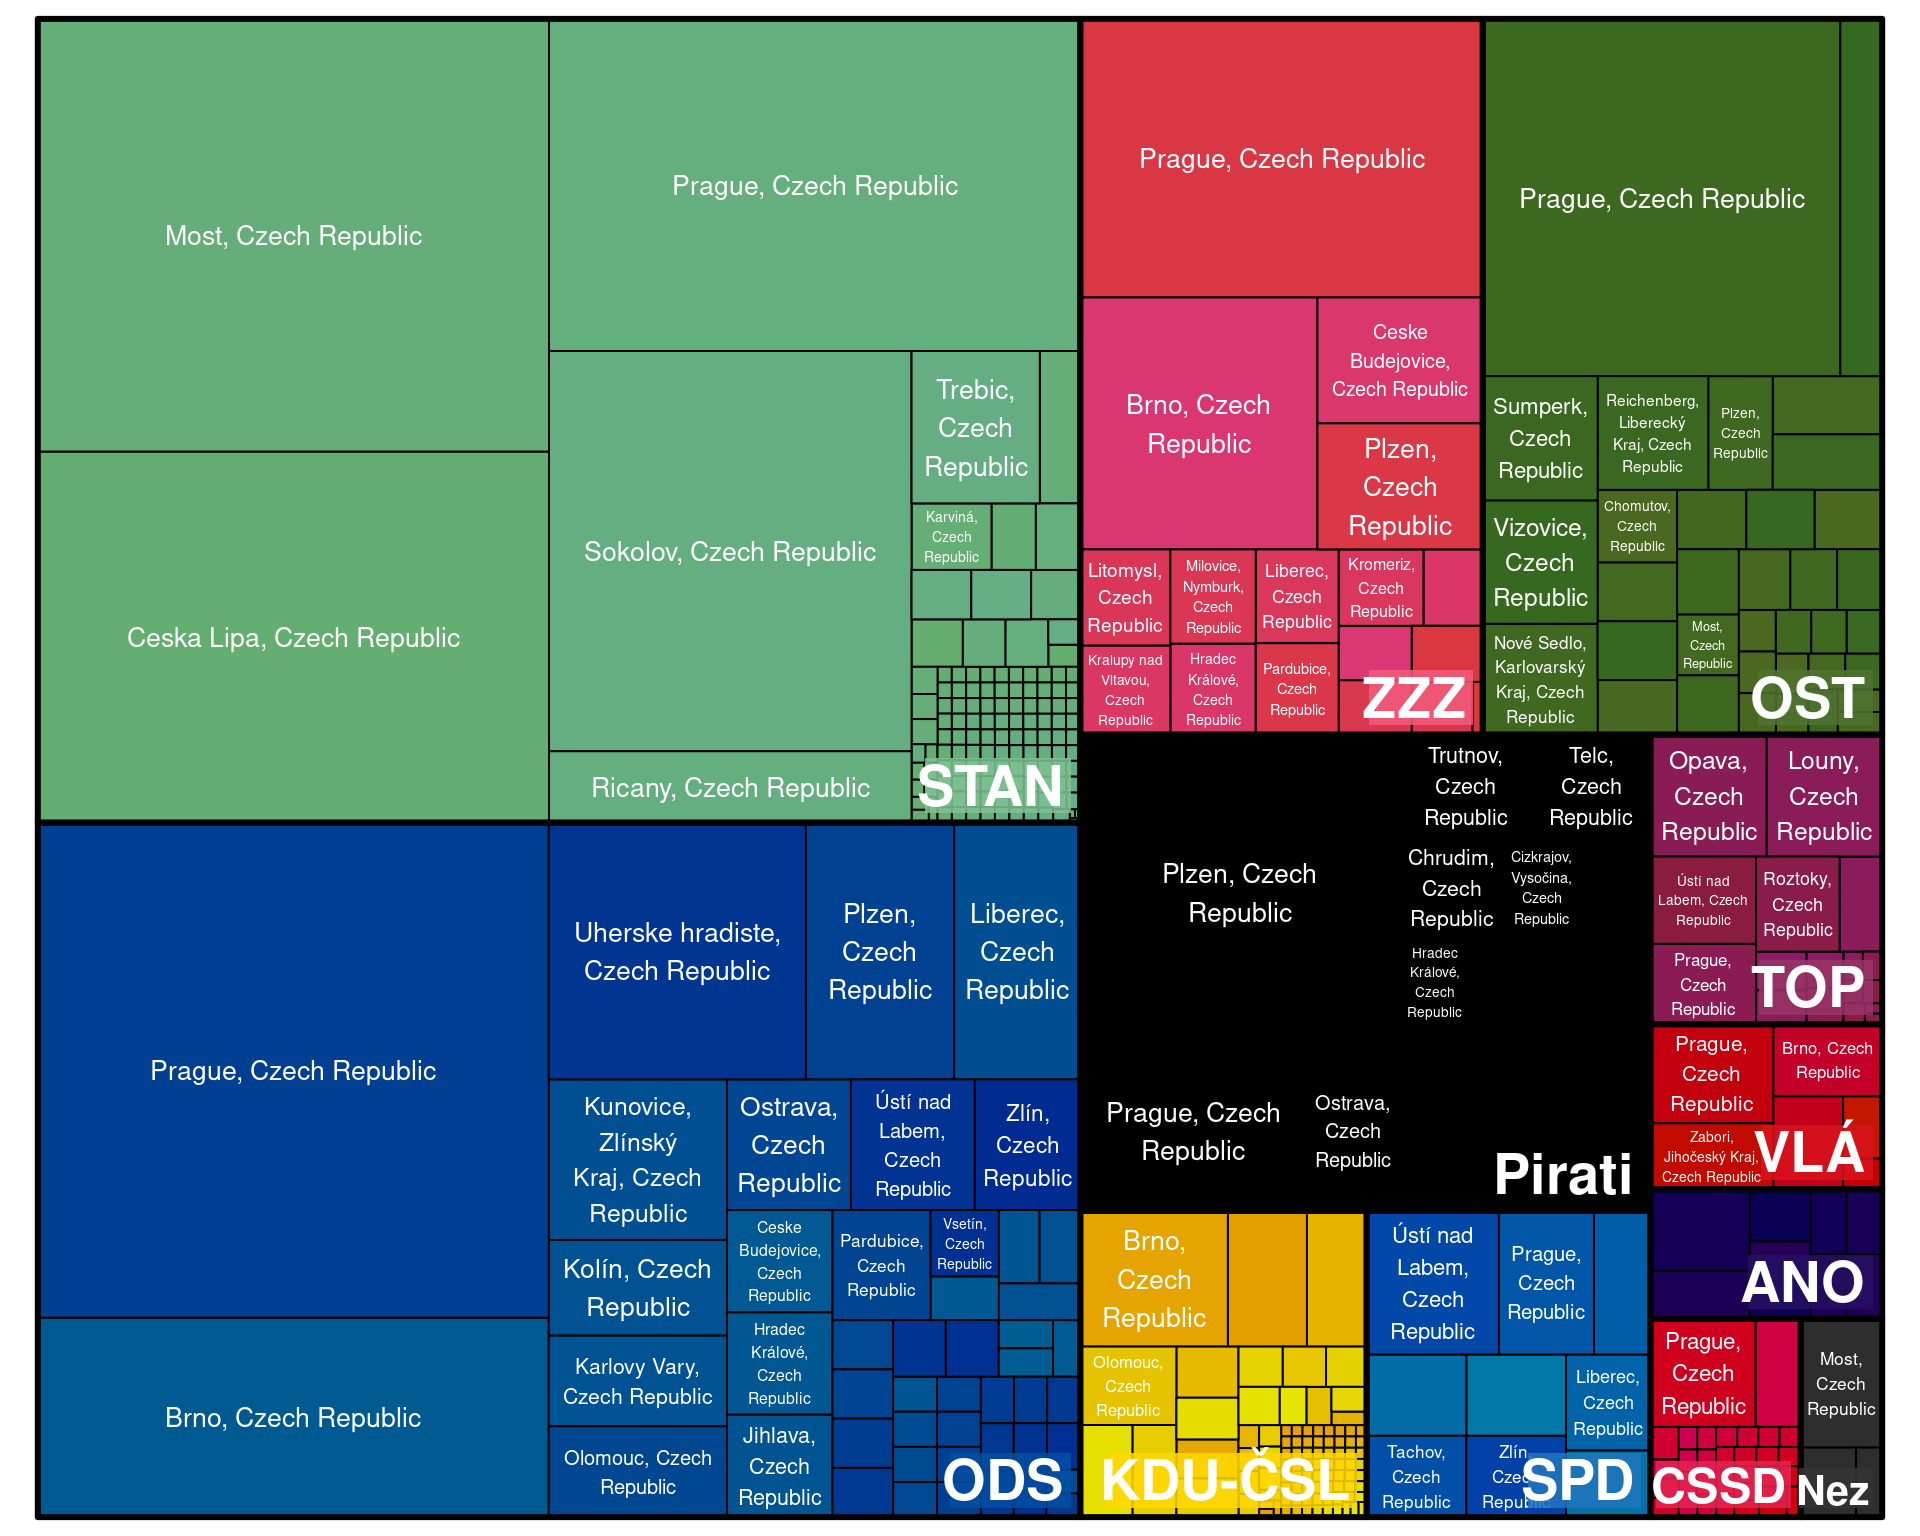 Most, Czech Republic
Ceska Lipa, Czech Republic
Prague, Czech Republic
Sokolov, Czech Republic
Ricany, Czech Republic
Trebic,
Czech
Republic
Karviná,
Czech
Republic
STAN
Prague, Czech Republic
Brno, Czech
Republic
Ceske
Budejovice,
Czech Republic
Plzen,
Czech
Republic
Litomysl,
Czech
Republic
Milovice,
Nymburk,
Czech
Republic
Liberec,
Czech
Republic
Kromeriz,
Czech
Republic
Kralupy nad
Vltavou,
Czech
Republic
Hradec
Králové,
Czech
Republic
Pardubice,
Czech
Republic
ZZZ
Prague, Czech Republic
Sumperk,
Czech
Republic
Reichenberg,
Liberecký
Kraj, Czech
Republic
Plzen,
Czech
Republic
Vizovice,
Czech
Republic
Chomutov,
Czech
Republic
Nové Sedlo,
Karlovarský
Kraj, Czech
Republic
Most,
Czech
Republic
OST
Prague, Czech Republic
Brno, Czech Republic
Uherske hradiste,
Czech Republic
Plzen,
Czech
Republic
Liberec,
Czech
Republic
Kunovice,
Zlínský
Kraj, Czech
Republic
Kolín, Czech
Republic
Karlovy Vary,
Czech Republic
Olomouc, Czech
Republic
Ostrava,
Czech
Republic
Ústí nad
Labem,
Czech
Republic
Zlín,
Czech
Republic
Ceske
Budejovice,
Czech
Republic
Pardubice,
Czech
Republic
Vsetín,
Czech
Republic
Hradec
Králové,
Czech
Republic
Jihlava,
Czech
Republic
ODS
Plzen, Czech
Republic
Prague, Czech
Republic
Trutnov,
Czech
Republic
Telc,
Czech
Republic
Chrudim,
Czech
Republic
Cizkrajov,
Vysočina,
Czech
Republic
Hradec
Králové,
Czech
Republic
Ostrava,
Czech
Republic
Pirati
Opava,
Czech
Republic
Louny,
Czech
Republic
Ústí nad
Labem, Czech
Republic
Roztoky,
Czech
Republic
Prague,
Czech
Republic
TOP
Prague,
Czech
Republic
Brno, Czech
Republic
Zabori,
Jihočeský Kraj,
Czech Republic
VLÁ
ANO
Brno,
Czech
Republic
Olomouc,
Czech
Republic
KDU-ČSL
Ústí nad
Labem,
Czech
Republic
Prague,
Czech
Republic
Liberec,
Czech
Republic
Tachov,
Czech
Republic
Zlín
Czech
Republic
SPD
Prague,
Czech
Republic
CSSD
Most,
Czech
Republic
Nez